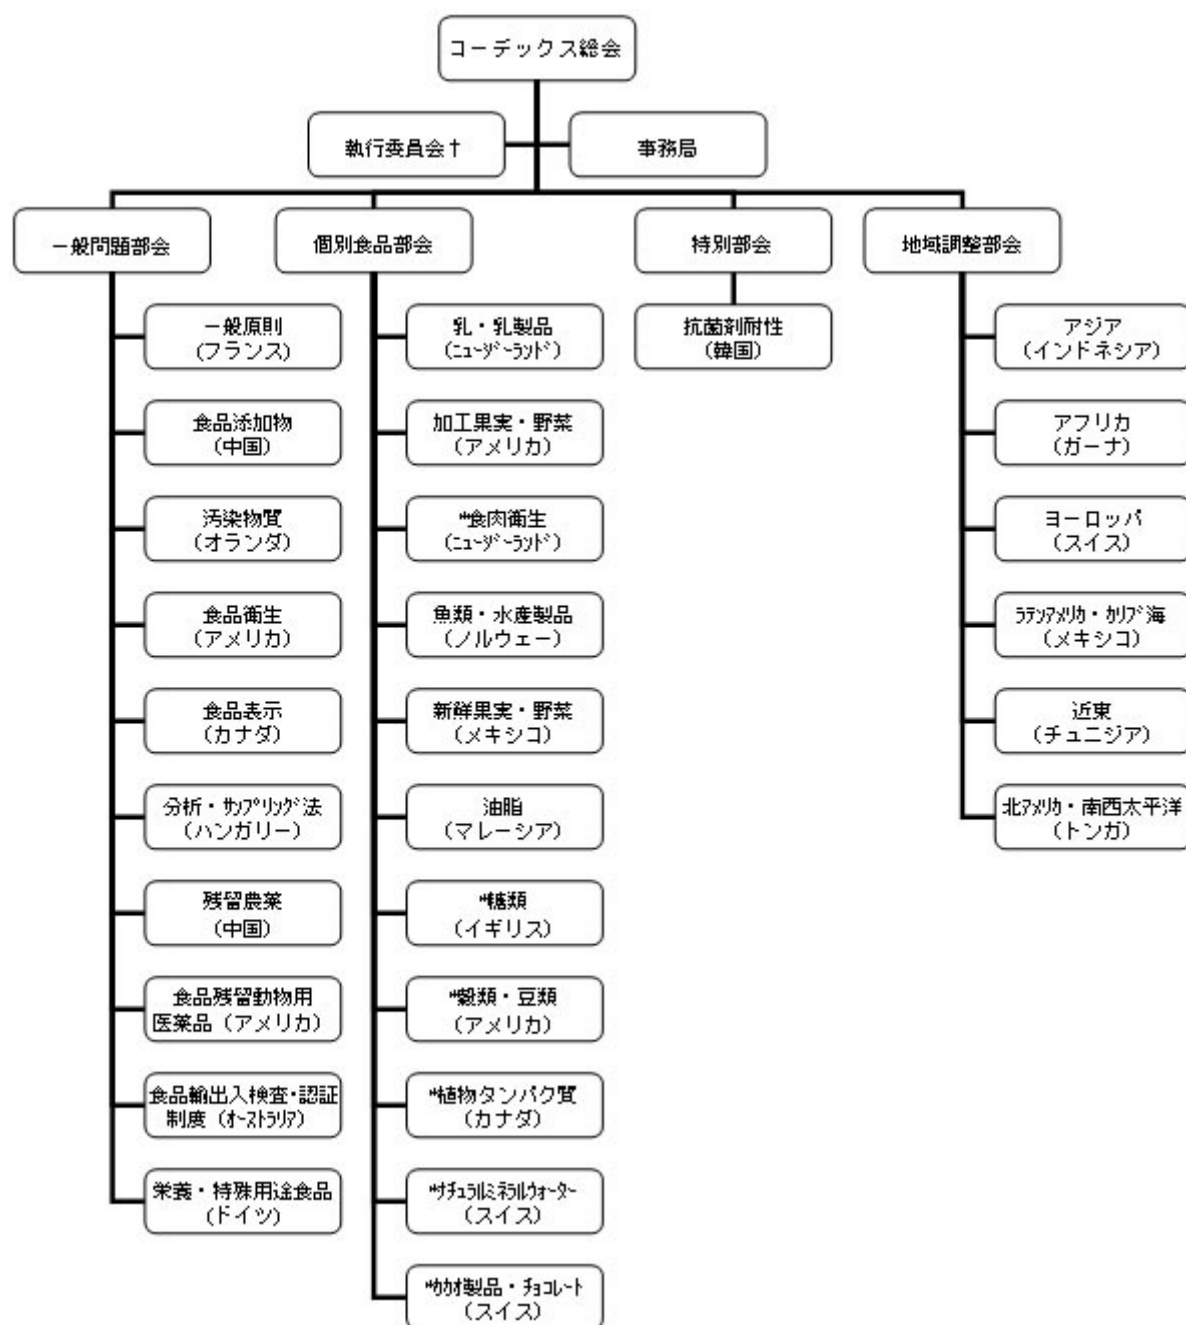 コーデックス総会
執行委員会†
事務局
一般問題部会
一般原則
(フランス)
食品添加物
(中国)
汚染物質
(オランダ)
食品衛生
(アメリカ)
食品表示
(カナダ)
分析・ｻﾝﾌﾟﾘﾝｸﾞ法
(ハンガリー)
残留農薬
(中国)
食品残留動物用
医薬品（アメリカ）
食品輸出入検査･認証
制度（ｵｰｽﾄﾗﾘｱ）
栄養・特殊用途食品
(ドイツ)
個別食品部会
乳・乳製品
(ﾆｭｰｼﾞｰﾗﾝﾄﾞ)
加工果実・野菜
(アメリカ)
*食肉衛生
(ﾆｭｰｼﾞｰﾗﾝﾄﾞ)
魚類・水産製品
(ノルウェー)
新鮮果実・野菜
(メキシコ)
油脂
(マレーシア)
*糖類
(イギリス)
*穀類・豆類
(アメリカ)
*植物タンパク質
(カナダ)
*ﾅﾁｭﾗﾙﾐﾈﾗﾙｳｫｰﾀｰ
(スイス)
*ｶｶｵ製品・ﾁｮｺﾚｰﾄ
(スイス)
特別部会
抗菌剤耐性
(韓国)
地域調整部会
アジア
(インドネシア)
アフリカ
(ガーナ)
ヨーロッパ
(スイス)
ﾗﾃﾝｱﾒﾘｶ・ｶﾘﾌﾞ海
(メキシコ)
近東
(チュニジア)
北ｱﾒﾘｶ・南西太平洋
(トンガ)